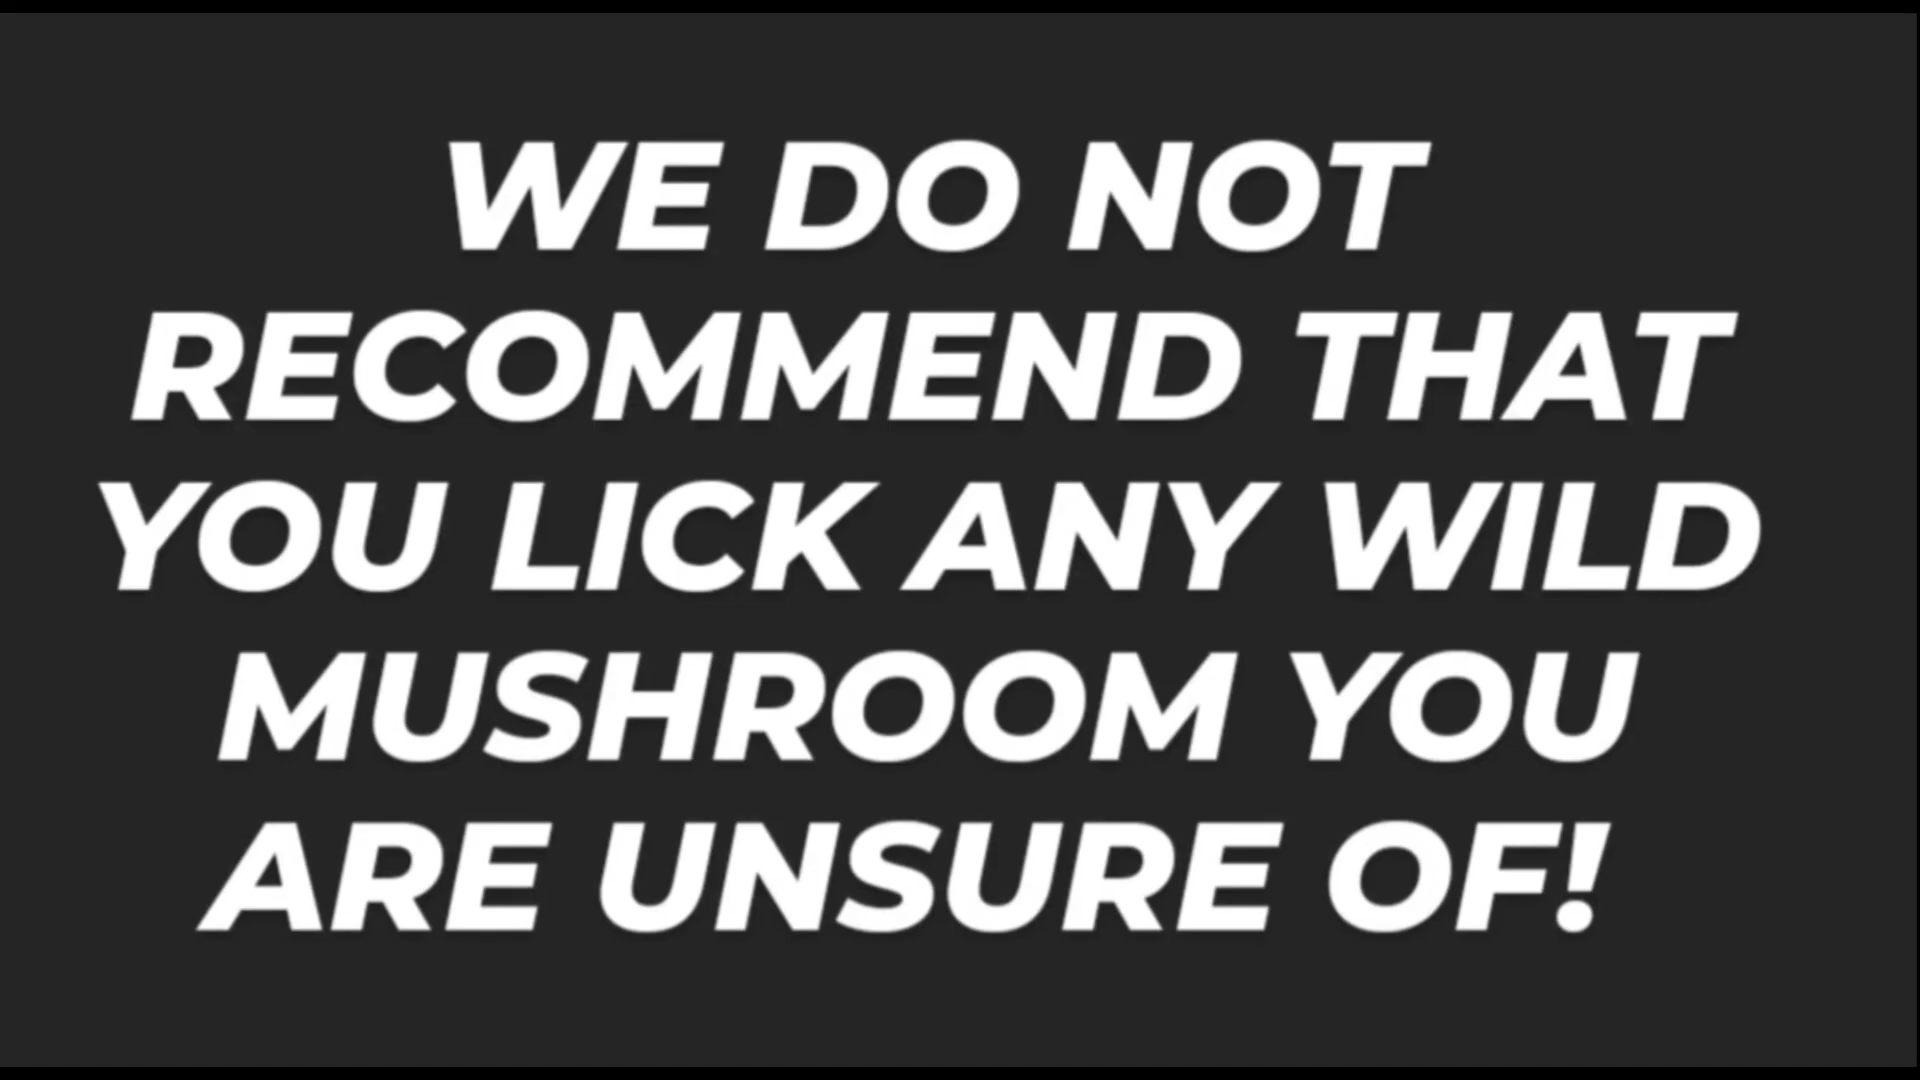 WE DO NOT
RECOMMEND THAT
YOU LICK ANY WILD
MUSHROOM YOU
ARE UNSURE OF!